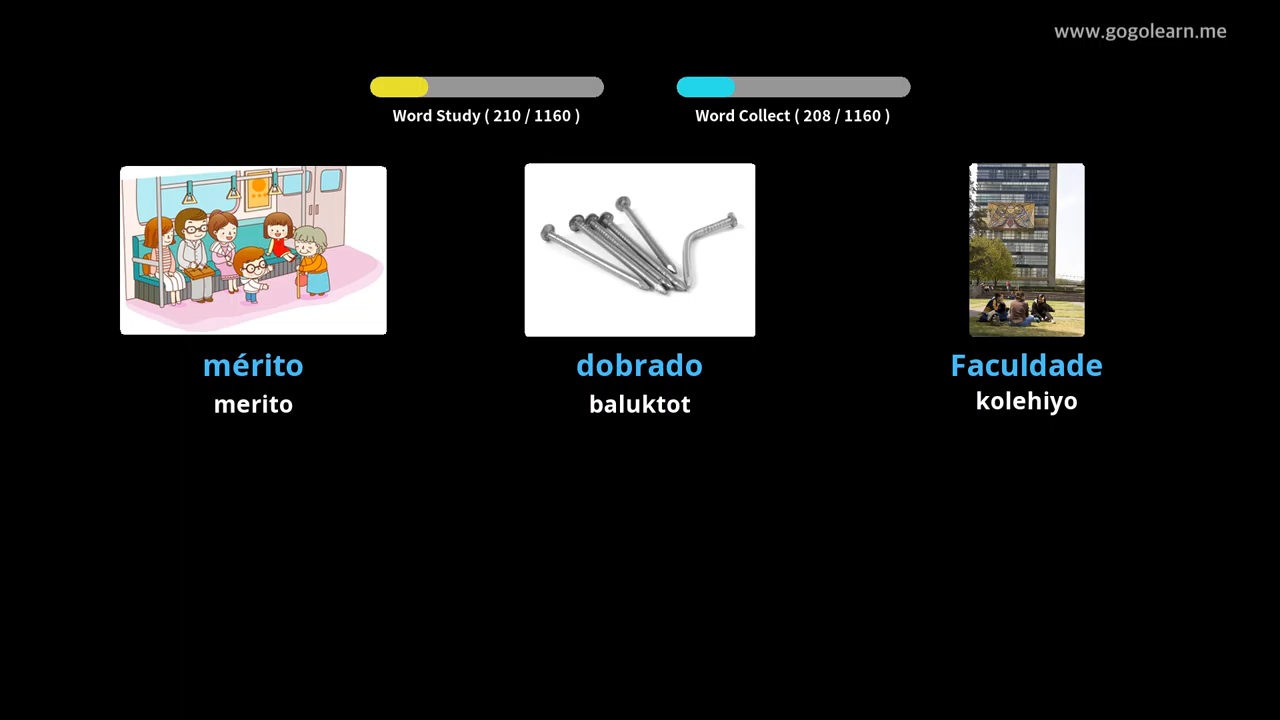 www.gogolearn.me
Word Study ( 210 / 1160 )
Word Collect ( 208 / 1160 )
mérito
merito
dobrado
baluktot
Faculdade
kolehiyo